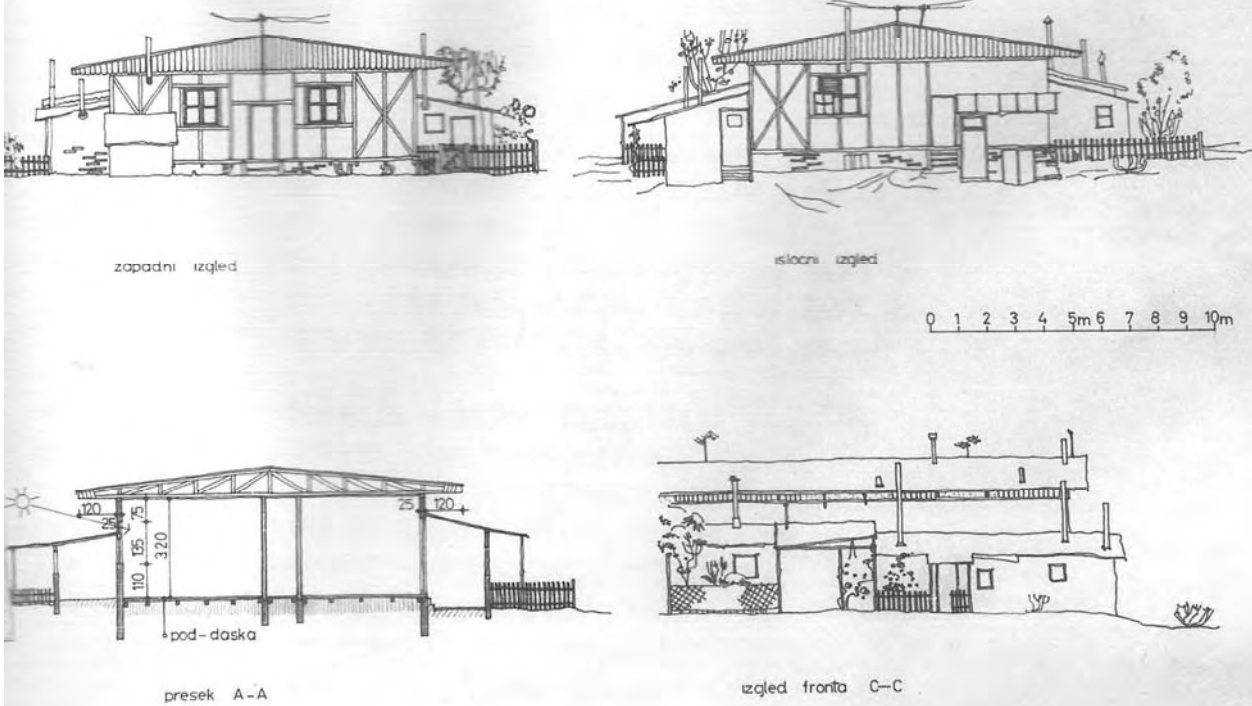 zapadni izgled
islocni izgled
0 1 2 3 4 5m 6 7 8 9 10m
120
25
75
135
320
110
25
120
pod-daska
presek A-A
izgled fronta C-C